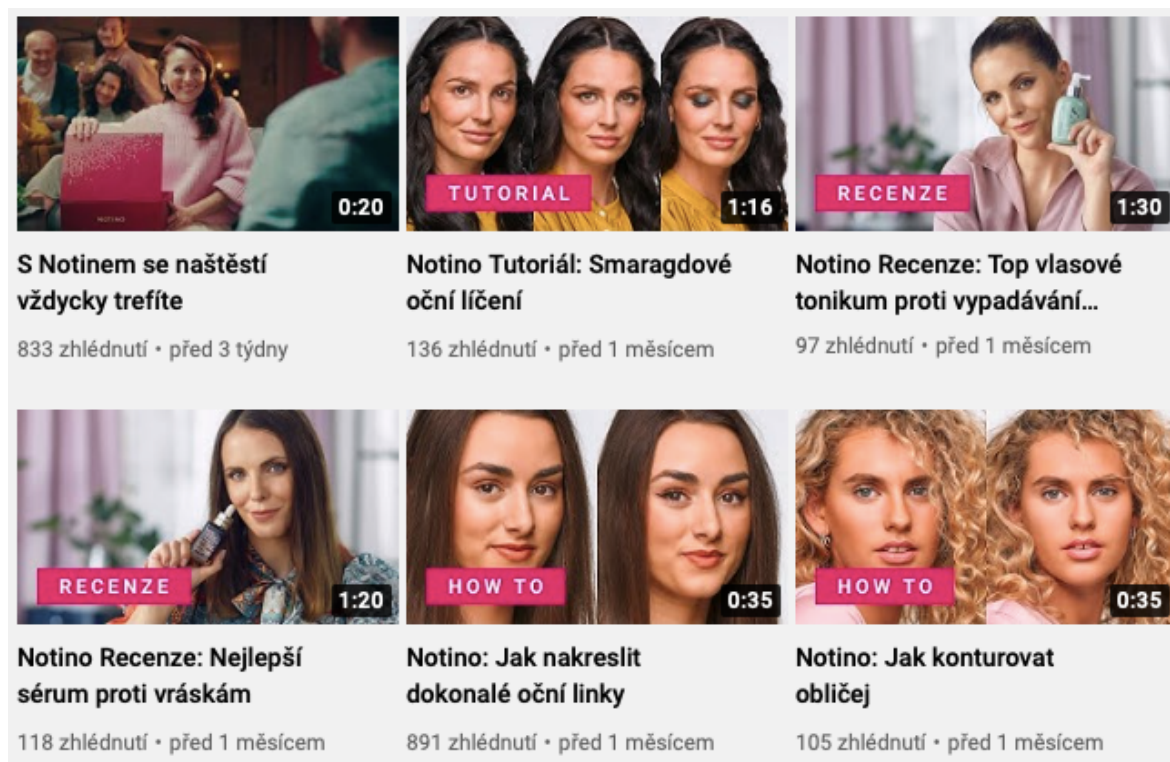 NOTINO
0:20
TUTORIAL
1:16
RECENZE
1:30
S Notinem se naštěstí
vždycky trefíte
833 zhlédnutí • před 3 týdny
Notino Tutoriál: Smaragdové
oční líčení
136 zhlédnutí • před 1 měsícem
Notino Recenze: Top vlasové
tonikum proti vypadávání...
97 zhlédnutí • před 1 měsícem
RECENZE
1:20
HOW TO
0:35
HOW TO
0:35
Notino Recenze: Nejlepší
sérum proti vráskám
118 zhlédnutí • před 1 měsícem
Notino: Jak nakreslit
dokonalé oční linky
891 zhlédnutí • před 1 měsícem
Notino: Jak konturovat
obličej
105 zhlédnutí • před 1 měsícem